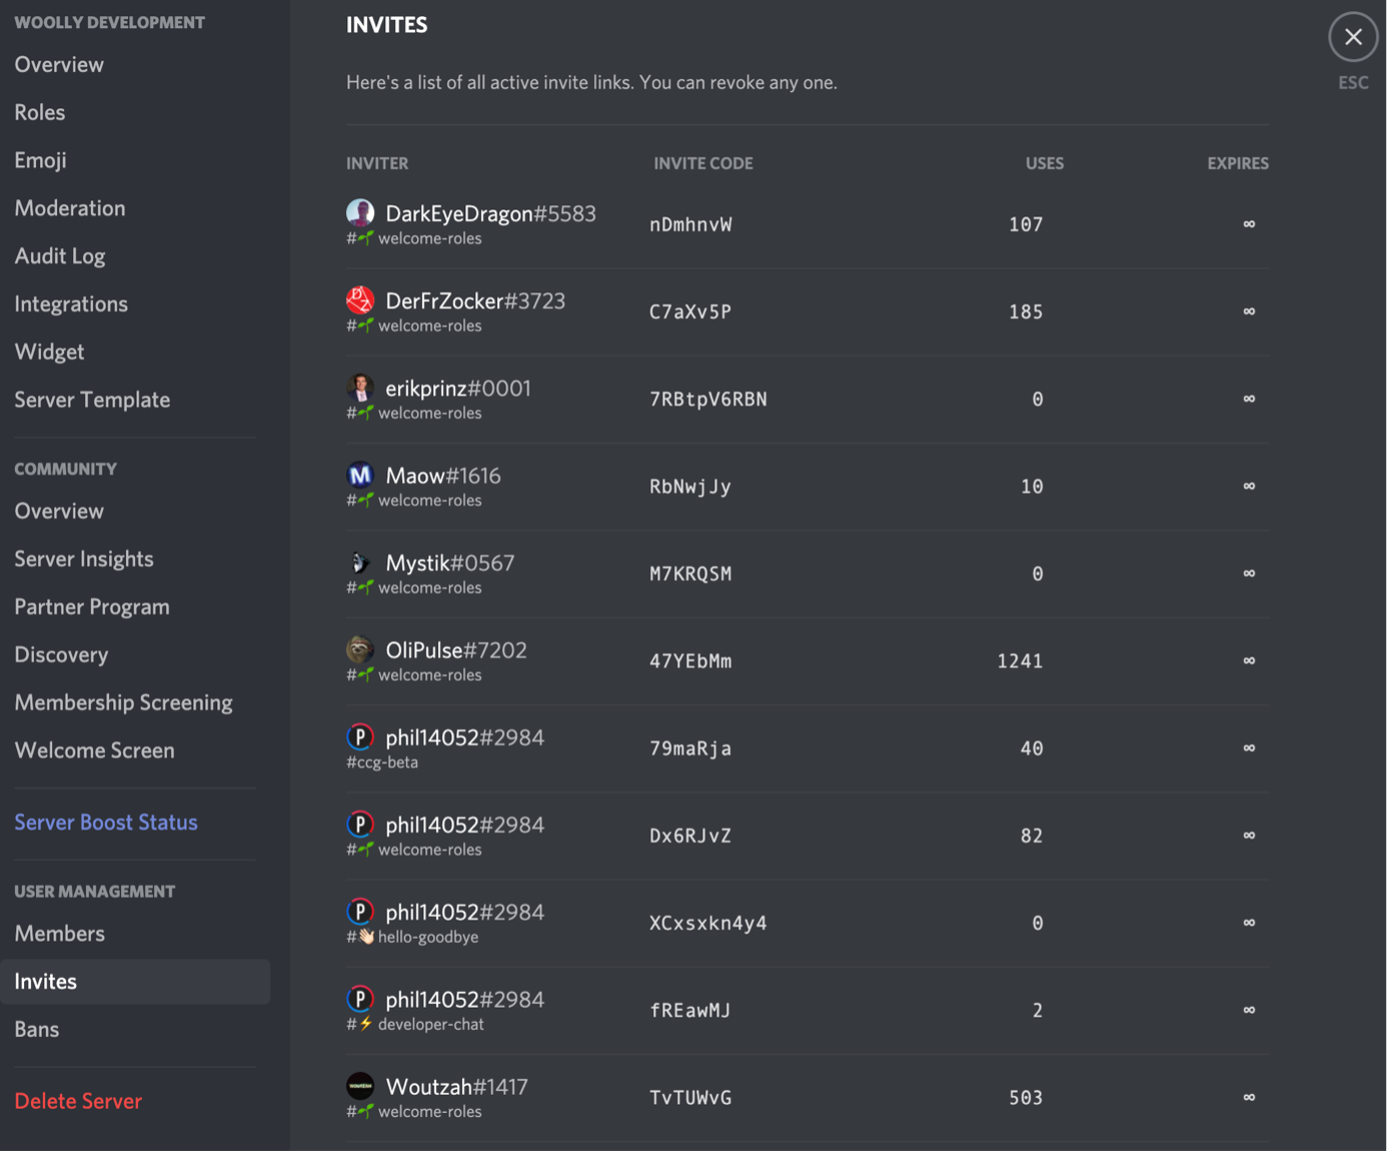 WOOLLY DEVELOPMENT
Overview
Roles
Emoji
Moderation
Audit Log
Integrations
Widget
Server Template
COMMUNITY
Overview
Server Insights
Partner Program
Discovery
Membership Screening
Welcome Screen
Server Boost Status
USER MANAGEMENT
Members
Invites
Bans
Delete Server
INVITES
ESC
Here's a list of all active invite links. You can revoke any one.
INVITER INVITE CODE USES EXPIRES
DarkEyeDragon#5583 nDmhnvW 107 ∞
#🌱 welcome-roles
DerFrZocker#3723 C7aXv5P 185 ∞
#🌱 welcome-roles
erikprinz#0001 7RBtpV6RBN 0 ∞
#🌱 welcome-roles
M Maow#1616 RbNwjJy 10 ∞
#🌱 welcome-roles
Mystik#0567 M7KRQSM 0 ∞
#🌱 welcome-roles
OliPulse#7202 47YEbMm 1241 ∞
#🌱 welcome-roles
P phil14052#2984 79maRja 40 ∞
#ccg-beta
P phil14052#2984 Dx6RJvZ 82 ∞
#🌱 welcome-roles
P phil14052#2984 XCxsxkn4y4 0 ∞
#👋🏻 hello-goodbye
P phil14052#2984 fREawMJ 2 ∞
#⚡ developer-chat
Woutzah#1417 TvTUWvG 503 ∞
#🌱 welcome-roles